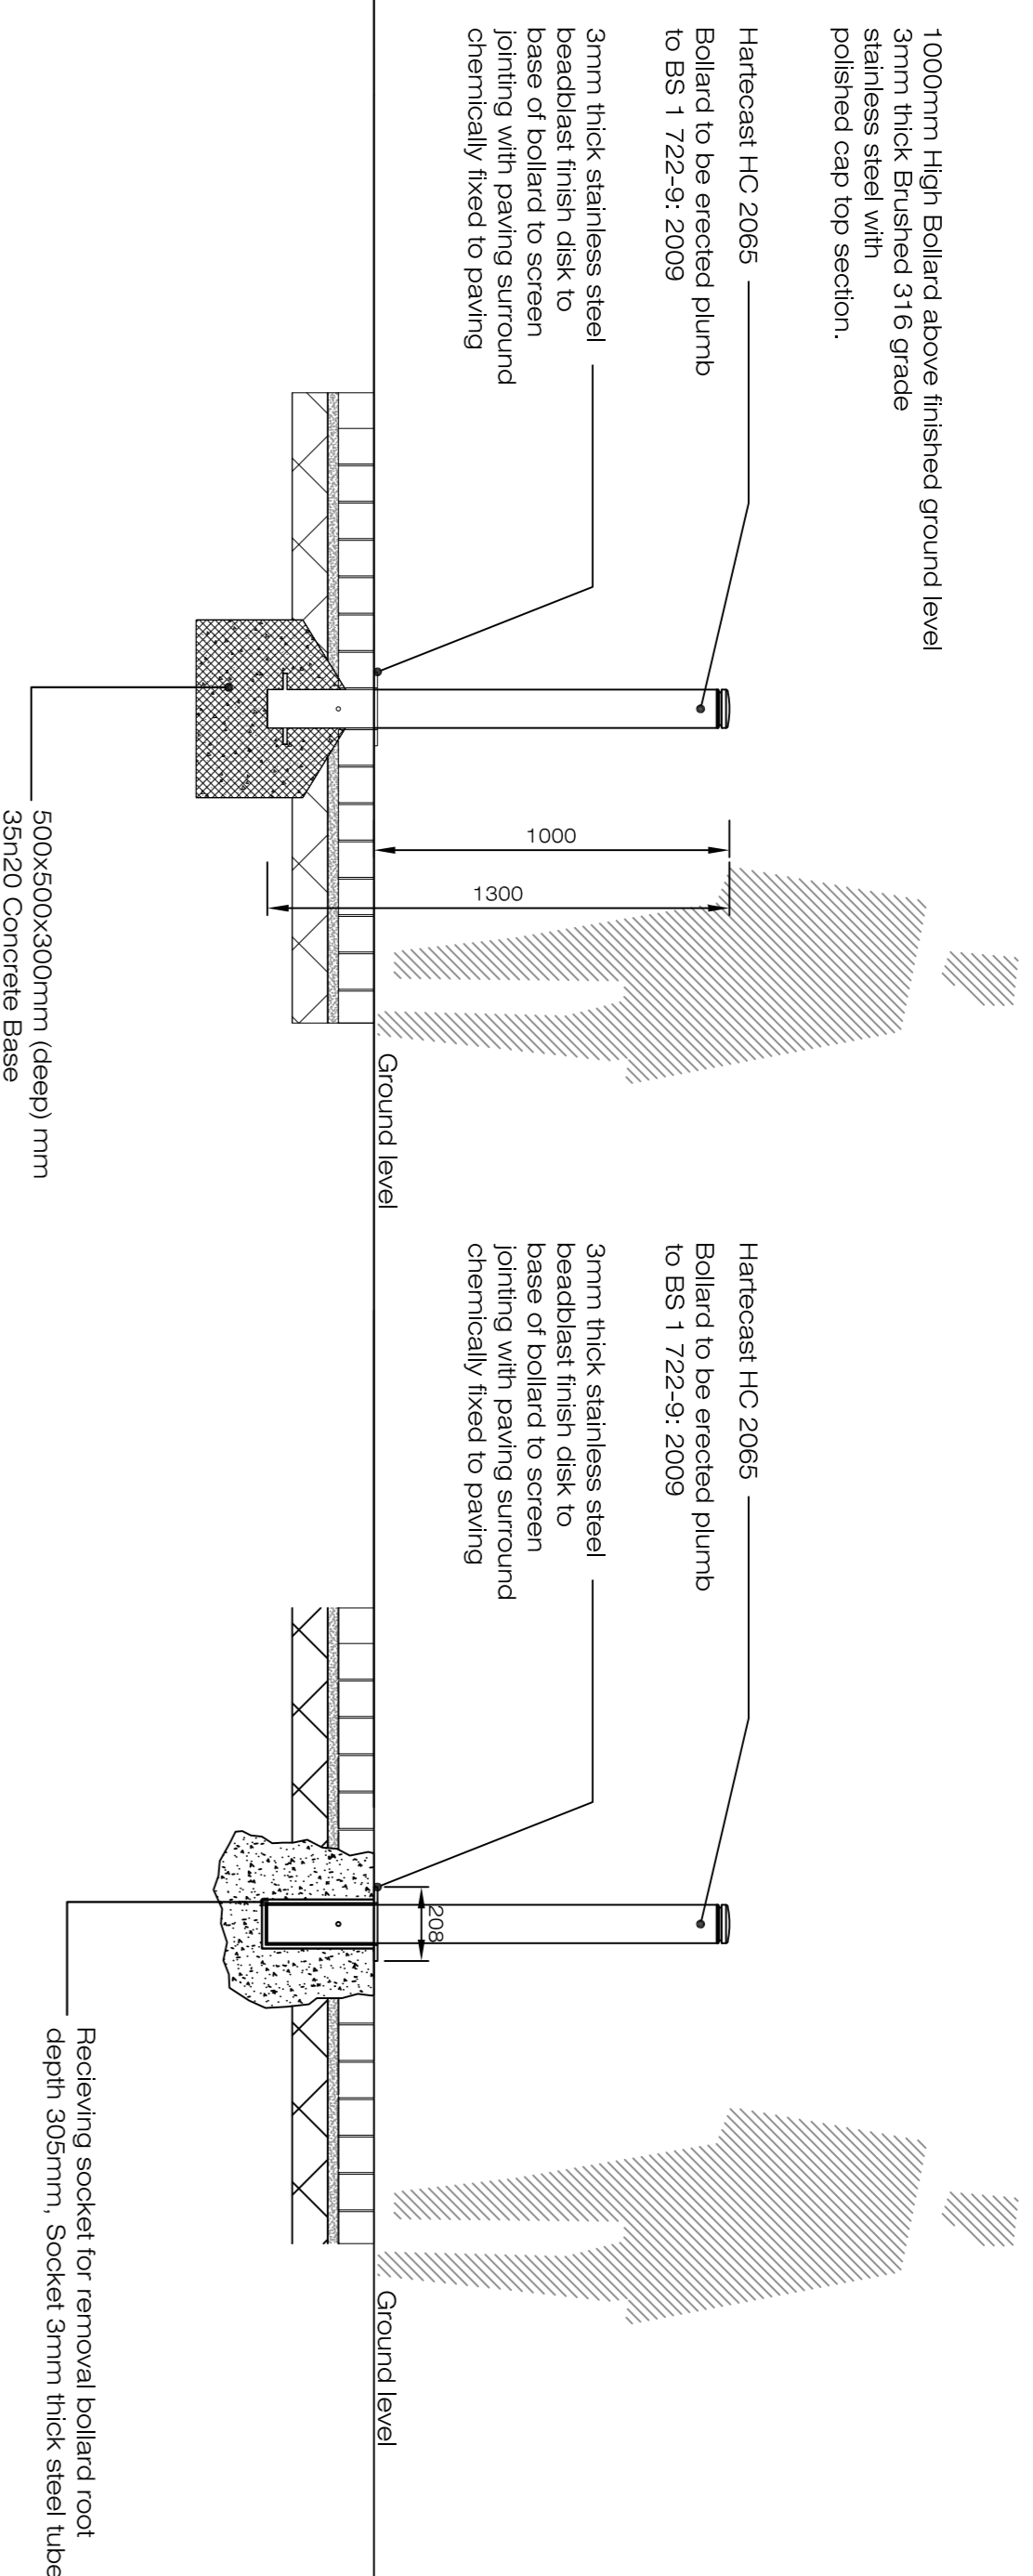 1000mm High Bollard above finished ground level
3mm thick Brushed 316 grade
stainless steel with
polished cap top section.
Hartecast HC 2065
Bollard to be erected plumb
to BS 1 722-9: 2009
3mm thick stainless steel
beadblast finish disk to
base of bollard to screen
jointing with paving surround
chemically fixed to paving
1000
1300
Ground level
500x500x300mm (deep) mm
35n20 Concrete Base
Hartecast HC 2065
Bollard to be erected plumb
to BS 1 722-9: 2009
3mm thick stainless steel
beadblast finish disk to
base of bollard to screen
jointing with paving surround
chemically fixed to paving
208
Ground level
Recieving socket for removal bollard root
depth 305mm, Socket 3mm thick steel tube